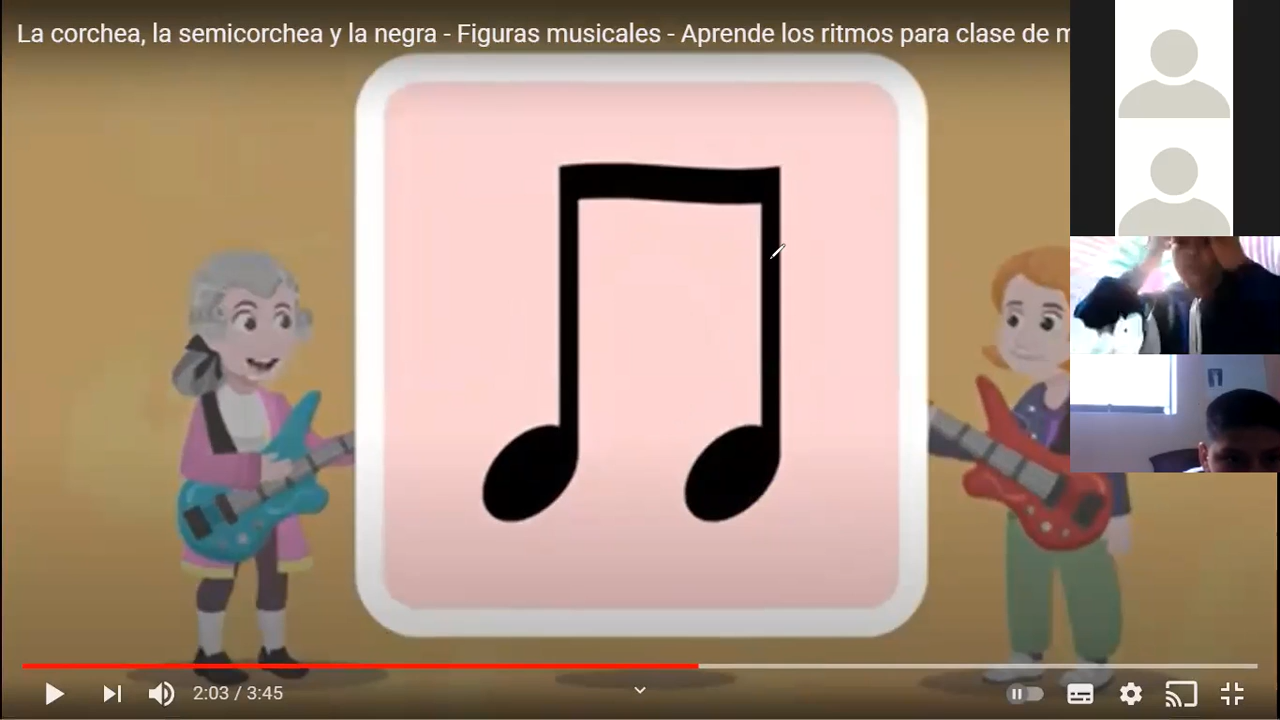 La corchea, la semicorchea y la negra - Figuras musicales - Aprende los ritmos para clase de m
2:03 / 3:45